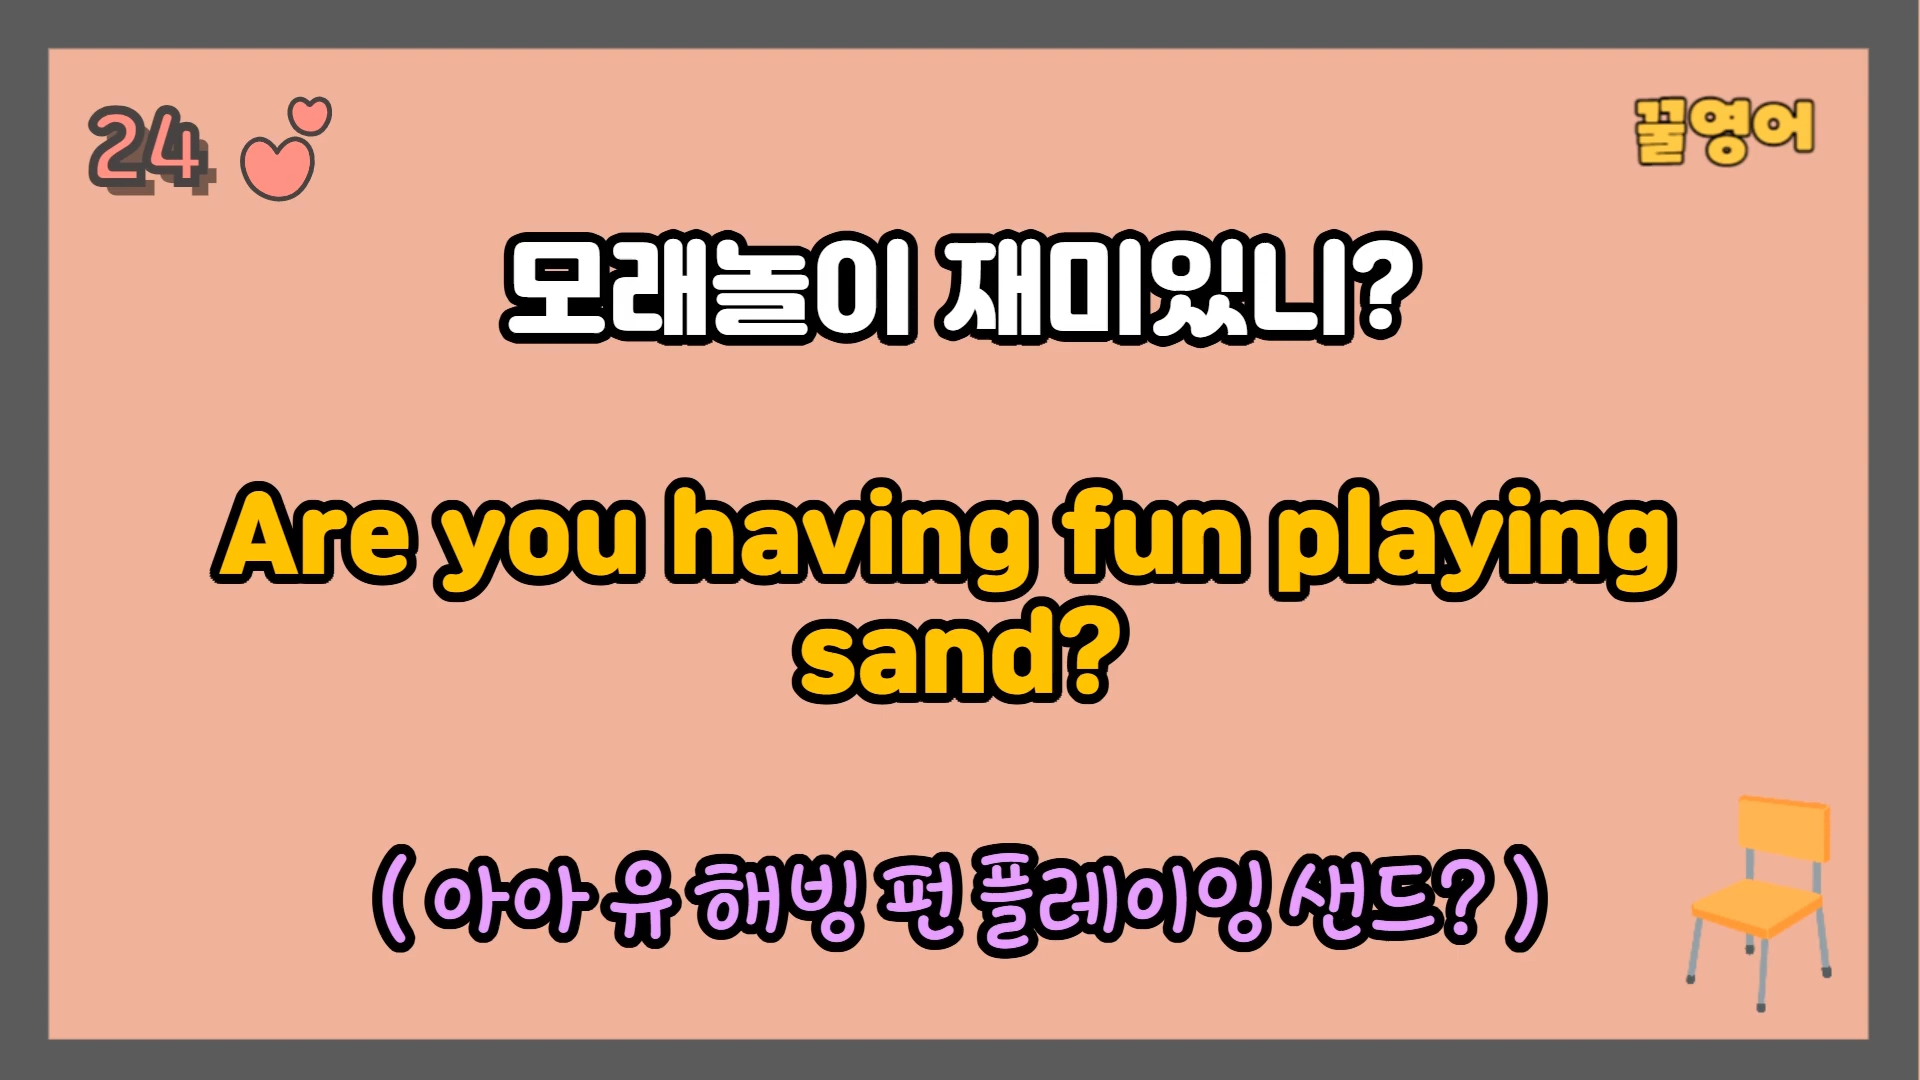 24
꿀영어
모래놀이 재미있니?
Are you having fun playing
sand?
( 아아 유 해빙 펀 플레이잉 샌드? )